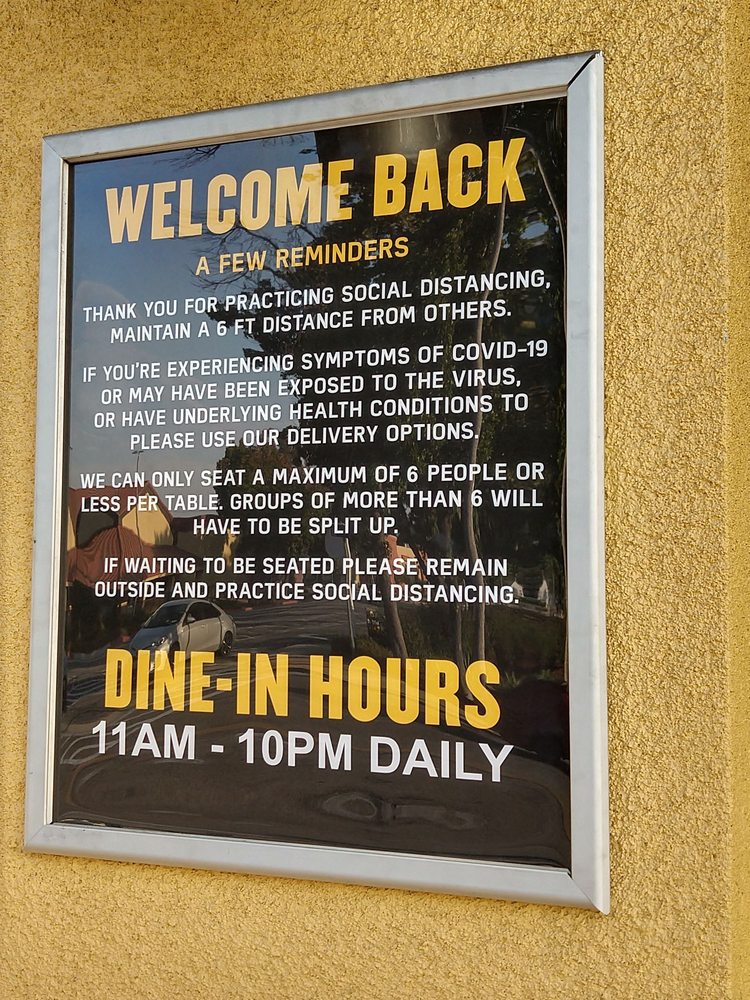 WELCOME BACK
A FEW REMINDERS
THANK YOU FOR PRACTICING SOCIAL DISTANCING,
MAINTAIN A 6 FT DISTANCE FROM OTHERS.
IF YOU'RE EXPERIENCING SYMPTOMS OF COVID-19
OR MAY HAVE BEEN EXPOSED TO THE VIRUS,
OR HAVE UNDERLYING HEALTH CONDITIONS TO
PLEASE USE OUR DELIVERY OPTIONS.
WE CAN ONLY SEAT A MAXIMUM OF 6 PEOPLE OR
LESS PER TABLE. GROUPS OF MORE THAN 6 WILL
HAVE TO BE SPLIT UP.
IF WAITING TO BE SEATED PLEASE REMAIN
OUTSIDE AND PRACTICE SOCIAL DISTANCING.
DINE-IN HOURS
11AM - 10PM DAILY